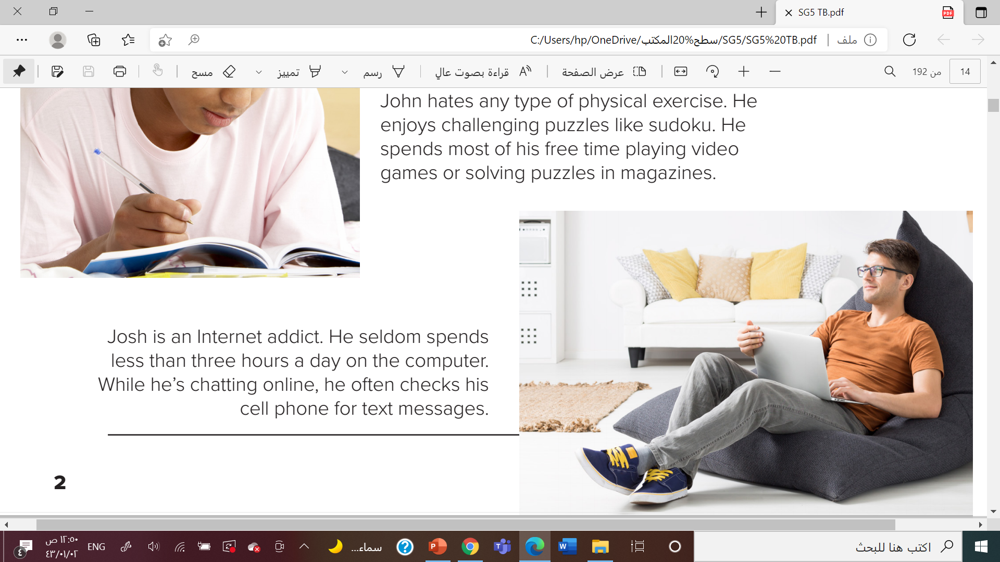 SG5 TB.pdf
PDF
C:/Users/hp/OneDrive/سطح%20المكتب/SG5/SG5%20TB.pdf
ملف
مسح
تمييز
رسم
قراءة بصوت عالٍ
عرض الصفحة
من 192
14
John hates any type of physical exercise. He
enjoys challenging puzzles like sudoku. He
spends most of his free time playing video
games or solving puzzles in magazines.
Josh is an Internet addict. He seldom spends
less than three hours a day on the computer.
While he’s chatting online, he often checks his
cell phone for text messages.
2
١٢:٥٠ ص
٤٣/٠١/٠٢
٤
ENG
سماء...
اكتب هنا للبحث